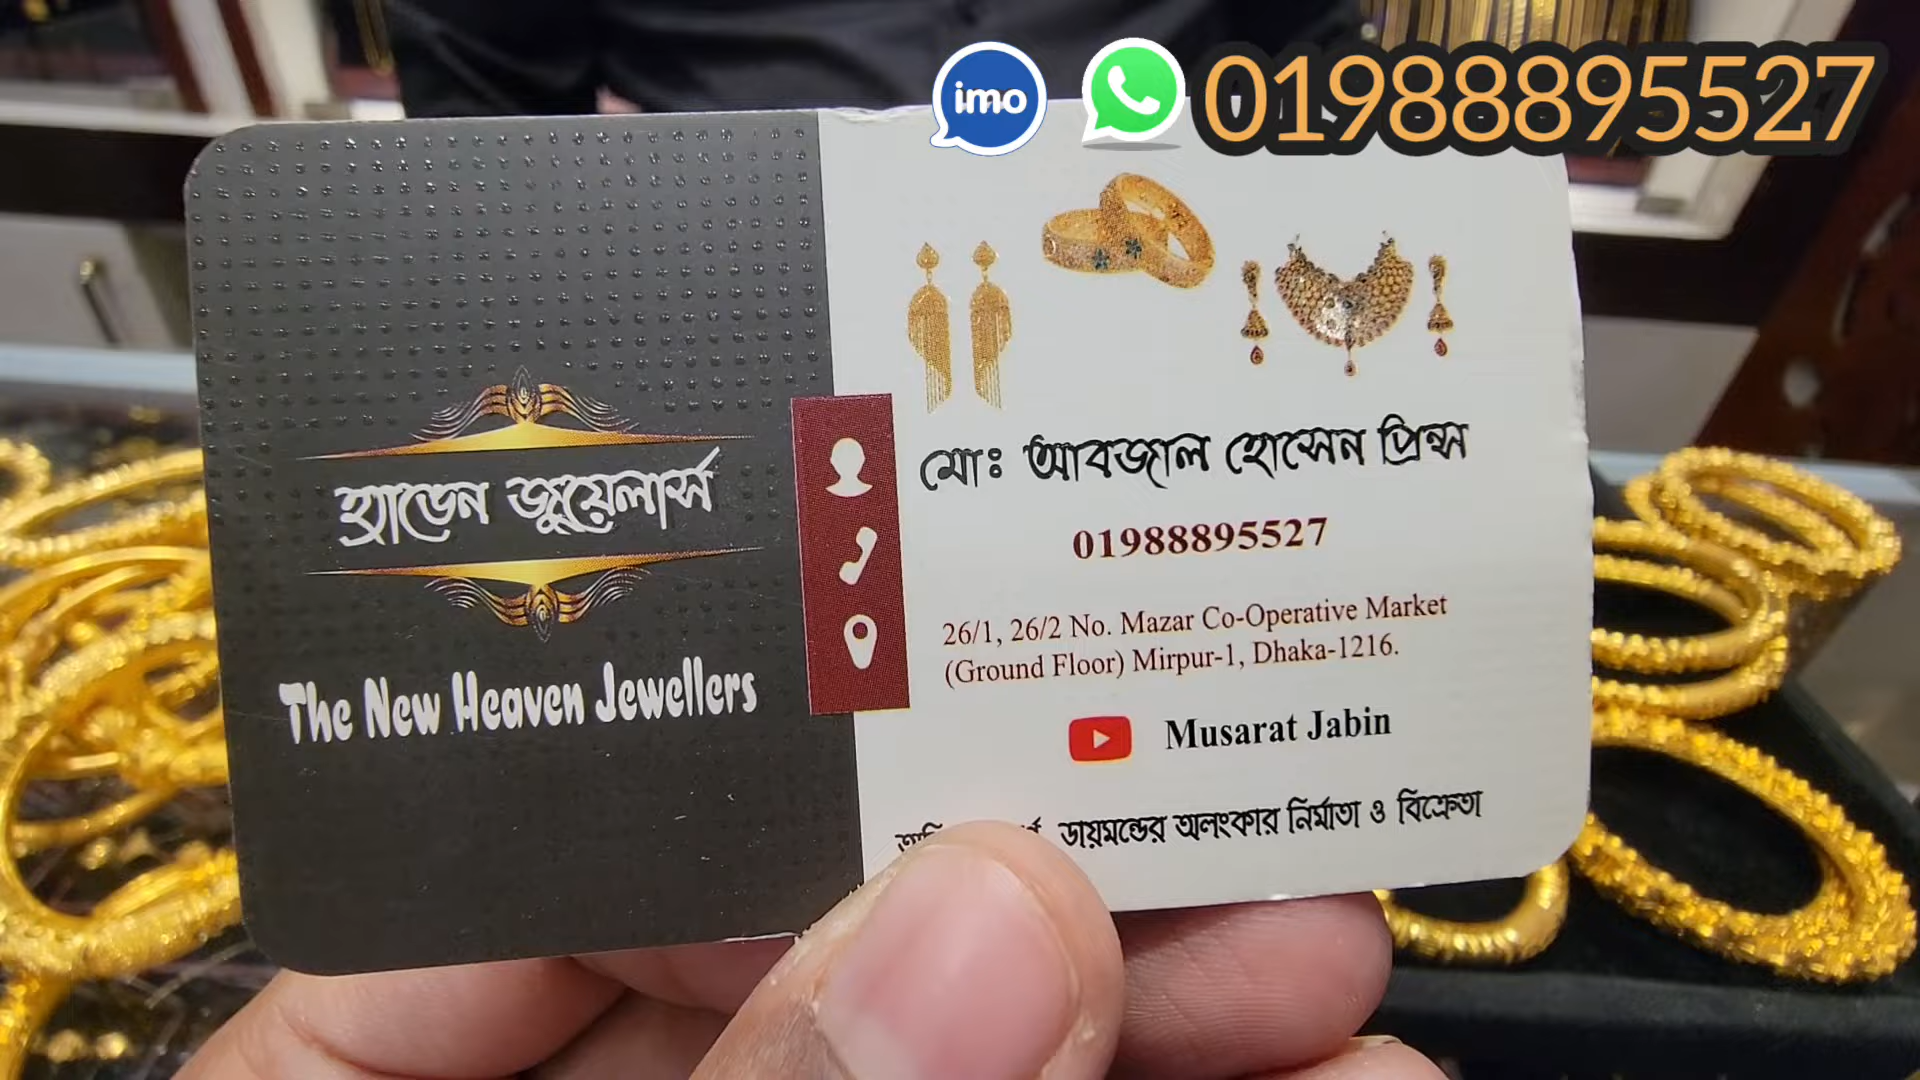 imo 01988895527
হ্যাভেন জুয়েলার্স
The New Heaven Jewellers
মোঃ আবজাল হোসেন প্রিন্স
01988895527
26/1, 26/2 No. Mazar Co-Operative Market
(Ground Floor) Mirpur-1, Dhaka-1216.
Musarat Jabin
ডায়মন্ডের অলংকার নির্মাতা ও বিক্রেতা